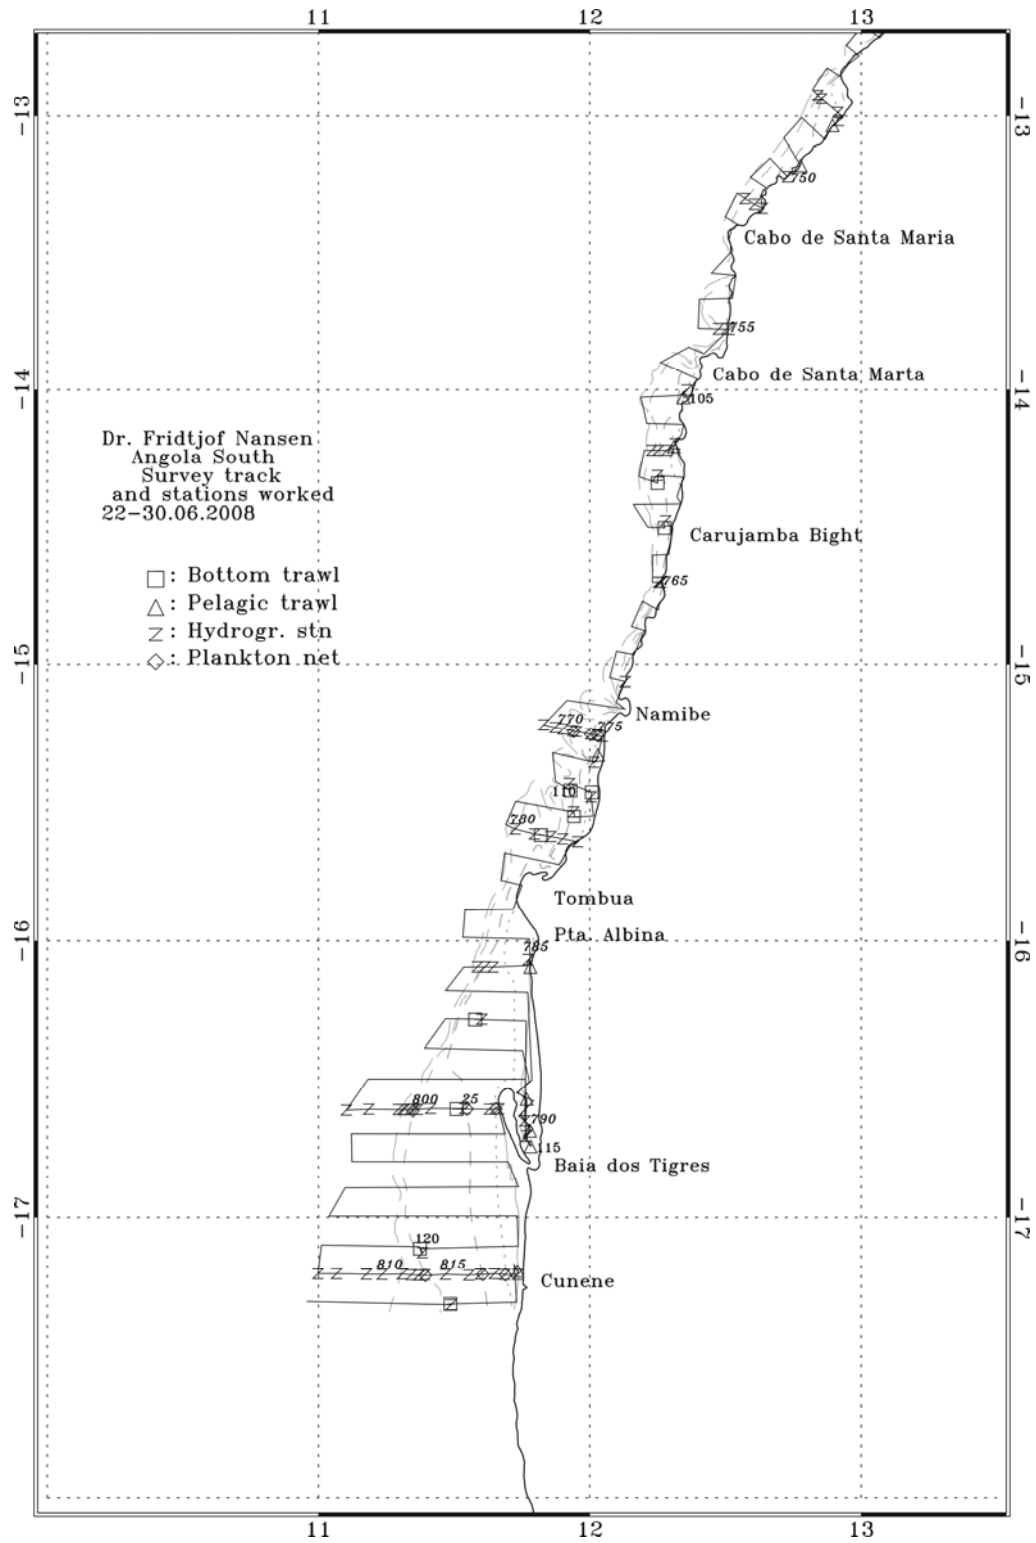 11 12 13
-13 -13
750
Cabo de Santa Maria
755
Cabo de Santa Marta
-14 -14
105
Dr. Fridtjof Nansen
Angola South
Survey track
and stations worked
22-30.06.2008
Carujamba Bight
□: Bottom trawl
△: Pelagic trawl
Z: Hydrogr. stn
◇: Plankton net
765
-15 -15
Namibe
770 775
110
780
Tombua
Pta. Albina
-16 -16
785
800 25
790
115
Baia dos Tigres
-17 -17
120
810 815
Cunene
11 12 13